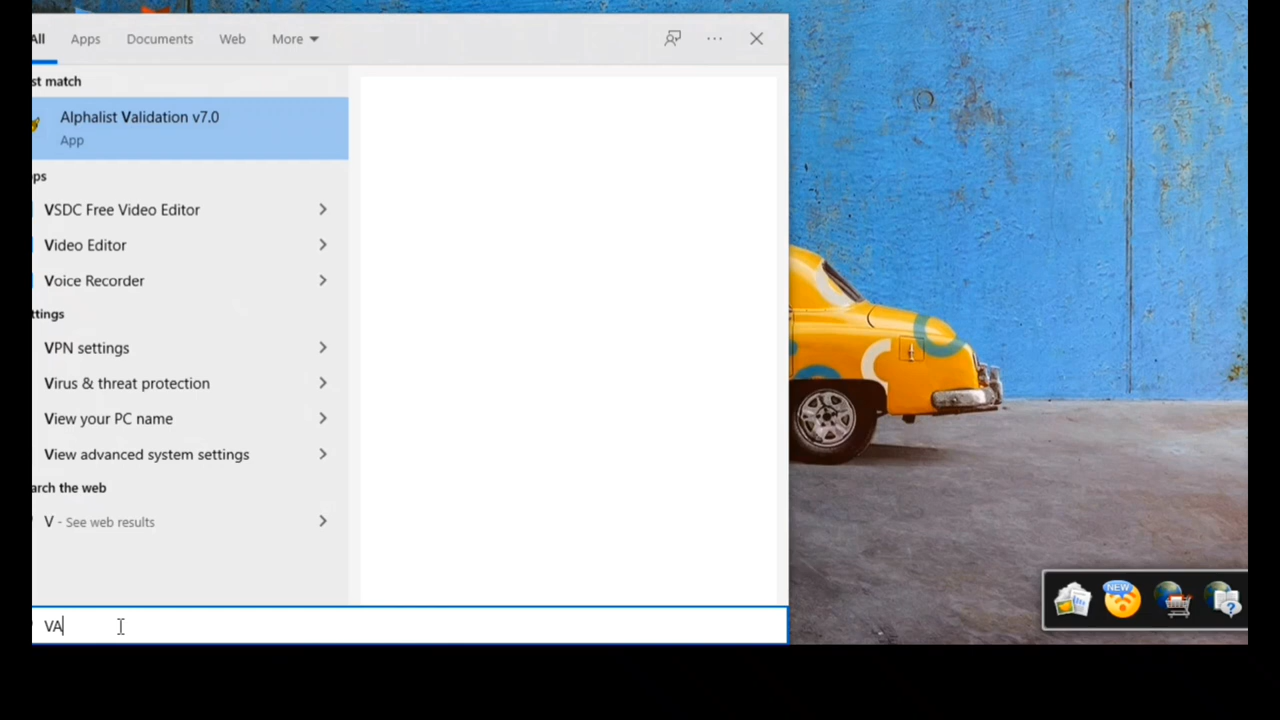 All Apps Documents Web More
st match
Alphalist Validation v7.0
App
ps
VSDC Free Video Editor
Video Editor
Voice Recorder
ttings
VPN settings
Virus & threat protection
View your PC name
View advanced system settings
arch the web
V - See web results
NEW
VA